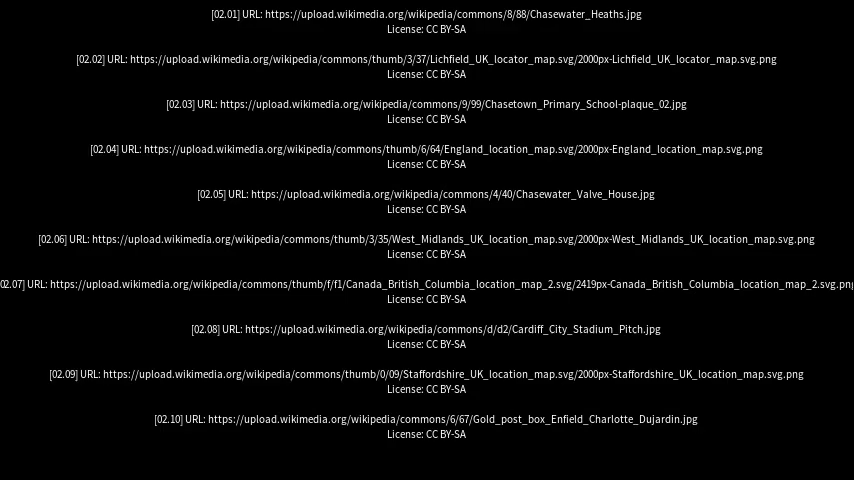 [02.01] URL: https://upload.wikimedia.org/wikipedia/commons/8/88/Chasewater_Heaths.jpg
License: CC BY-SA
[02.02] URL: https://upload.wikimedia.org/wikipedia/commons/thumb/3/37/Lichfield_UK_locator_map.svg/2000px-Lichfield_UK_locator_map.svg.png
License: CC BY-SA
[02.03] URL: https://upload.wikimedia.org/wikipedia/commons/9/99/Chasetown_Primary_School-plaque_02.jpg
License: CC BY-SA
[02.04] URL: https://upload.wikimedia.org/wikipedia/commons/thumb/6/64/England_location_map.svg/2000px-England_location_map.svg.png
License: CC BY-SA
[02.05] URL: https://upload.wikimedia.org/wikipedia/commons/4/40/Chasewater_Valve_House.jpg
License: CC BY-SA
[02.06] URL: https://upload.wikimedia.org/wikipedia/commons/thumb/3/35/West_Midlands_UK_location_map.svg/2000px-West_Midlands_UK_location_map.svg.png
License: CC BY-SA
02.07] URL: https://upload.wikimedia.org/wikipedia/commons/thumb/f/f1/Canada_British_Columbia_location_map_2.svg/2419px-Canada_British_Columbia_location_map_2.svg.png
License: CC BY-SA
[02.08] URL: https://upload.wikimedia.org/wikipedia/commons/d/d2/Cardiff_City_Stadium_Pitch.jpg
License: CC BY-SA
[02.09] URL: https://upload.wikimedia.org/wikipedia/commons/thumb/0/09/Staffordshire_UK_location_map.svg/2000px-Staffordshire_UK_location_map.svg.png
License: CC BY-SA
[02.10] URL: https://upload.wikimedia.org/wikipedia/commons/6/67/Gold_post_box_Enfield_Charlotte_Dujardin.jpg
License: CC BY-SA